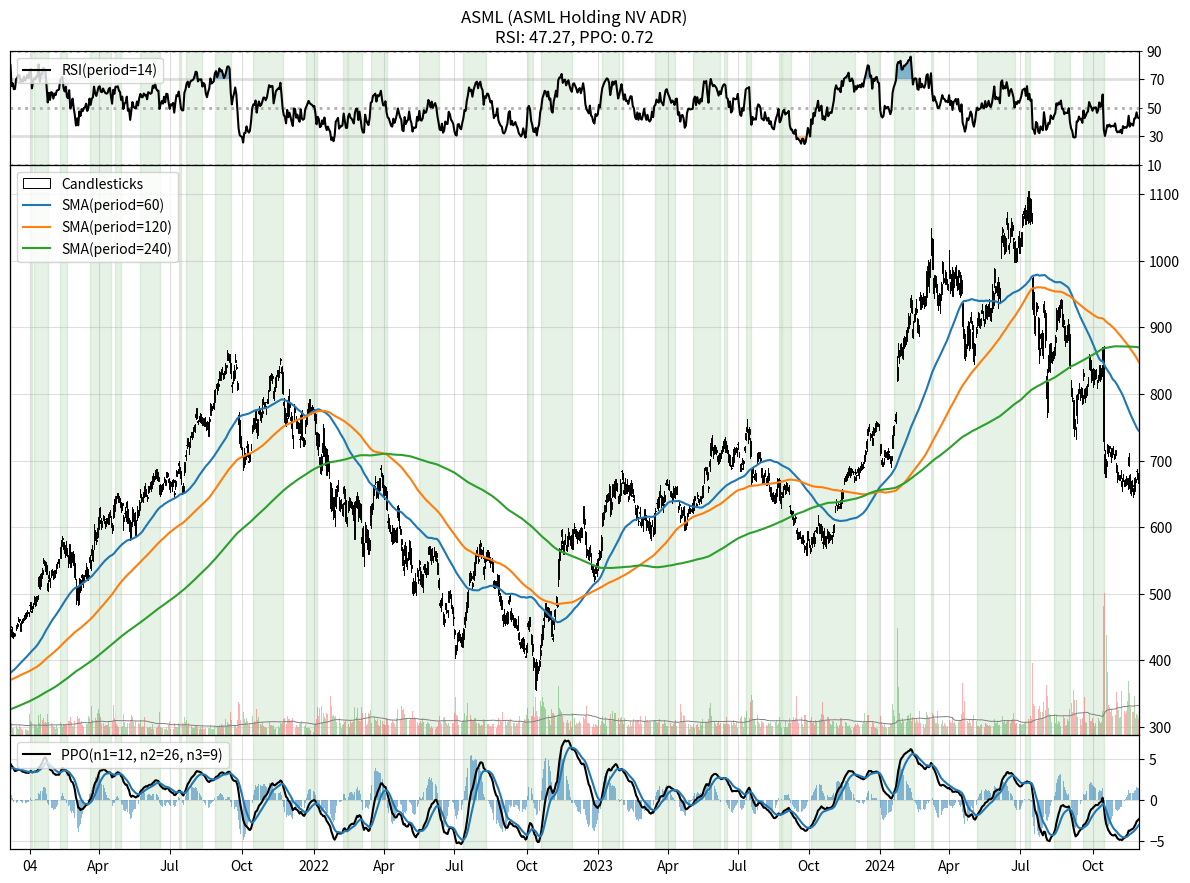 ASML (ASML Holding NV ADR)
RSI: 47.27, PPO: 0.72
RSI(period=14)
90
70
50
30
10
Candlesticks
SMA(period=60)
SMA(period=120)
SMA(period=240)
1100
1000
900
800
700
600
500
400
300
PPO(n1=12, n2=26, n3=9)
5
0
−5
04 Apr Jul Oct 2022 Apr Jul Oct 2023 Apr Jul Oct 2024 Apr Jul Oct